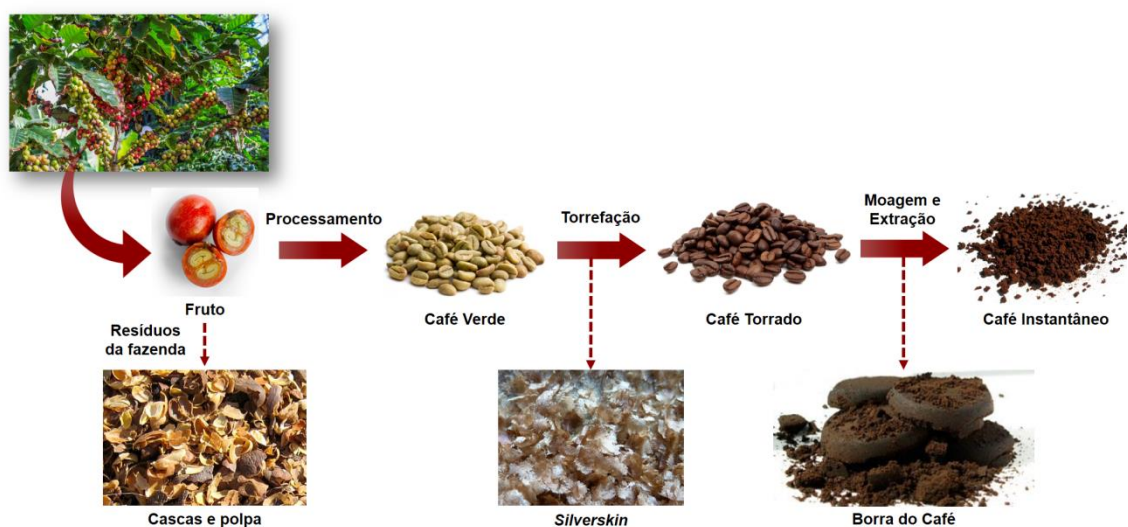 Processamento
Torrefação
Moagem e
Extração
Fruto
Café Verde
Café Torrado
Café Instantâneo
Resíduos
da fazenda
Cascas e polpa
Silverskin
Borra do Café